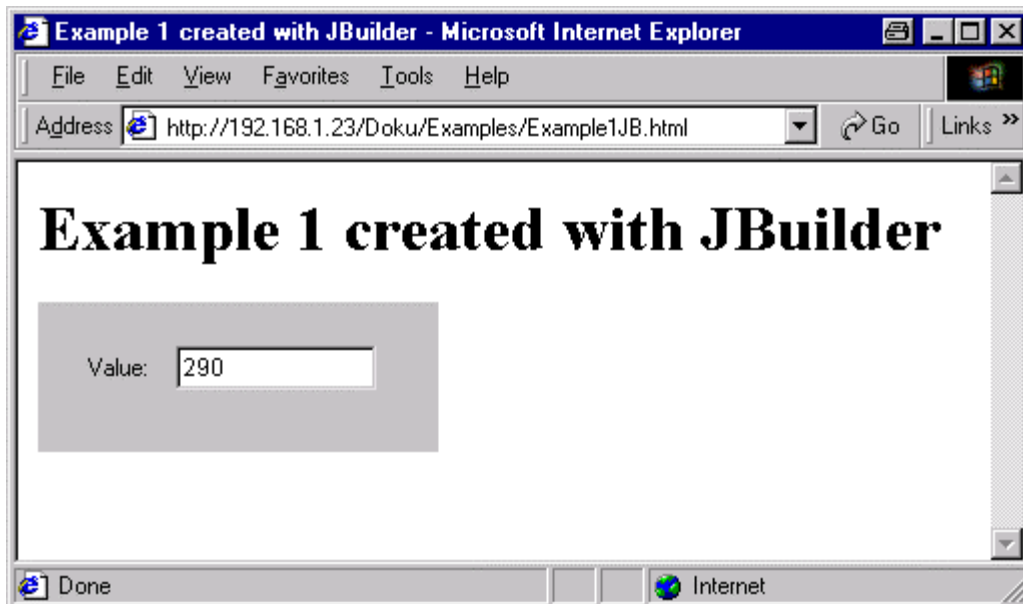 Example 1 created with JBuilder - Microsoft Internet Explorer
File Edit View Favorites Tools Help
Address http://192.168.1.23/Doku/Examples/Example1JB.html Go Links »
Example 1 created with JBuilder
Value: 290
Done Internet